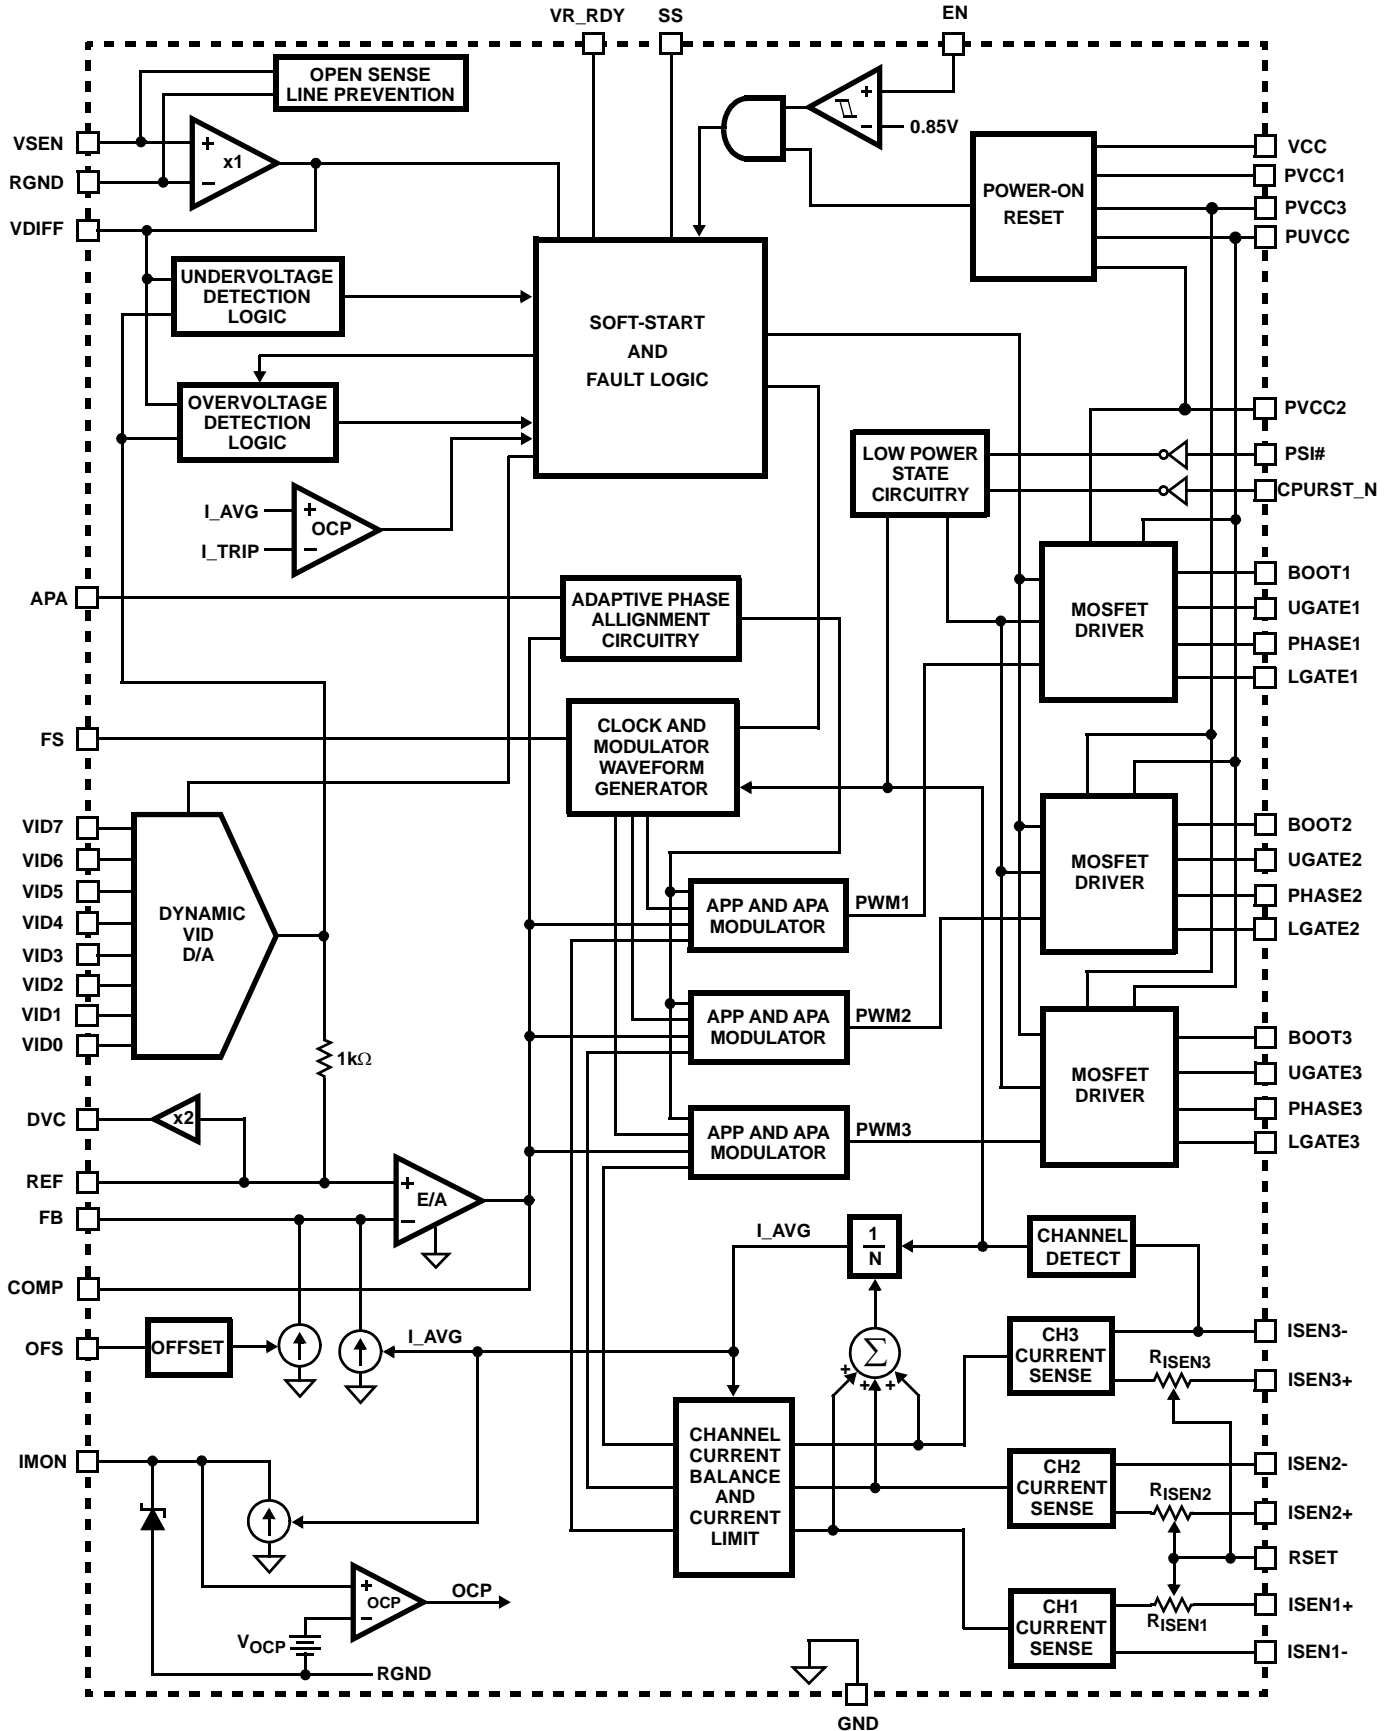 VR_RDY
SS
EN
OPEN SENSE
LINE PREVENTION
VSEN
+
x1
−
RGND
VDIFF
+
−
0.85V
POWER-ON
RESET
VCC
PVCC1
PVCC3
PUVCC
UNDERVOLTAGE
DETECTION
LOGIC
SOFT-START
AND
FAULT LOGIC
OVERVOLTAGE
DETECTION
LOGIC
PVCC2
LOW POWER
STATE
CIRCUITRY
PSI#
CPURST_N
I_AVG
+
OCP
I_TRIP
−
APA
ADAPTIVE PHASE
ALLIGNMENT
CIRCUITRY
MOSFET
DRIVER
BOOT1
UGATE1
PHASE1
LGATE1
FS
CLOCK AND
MODULATOR
WAVEFORM
GENERATOR
VID7
VID6
VID5
VID4
VID3
VID2
VID1
VID0
DYNAMIC
VID
D/A
MOSFET
DRIVER
BOOT2
UGATE2
PHASE2
LGATE2
APP AND APA
MODULATOR
PWM1
APP AND APA
MODULATOR
PWM2
APP AND APA
MODULATOR
PWM3
MOSFET
DRIVER
BOOT3
UGATE3
PHASE3
LGATE3
1kΩ
DVC
x2
REF
+
E/A
−
FB
COMP
I_AVG
1
N
CHANNEL
DETECT
OFS
OFFSET
I_AVG
Σ
+
+
+
CH3
CURRENT
SENSE
RISEN3
ISEN3-
ISEN3+
IMON
CHANNEL
CURRENT
BALANCE
AND
CURRENT
LIMIT
CH2
CURRENT
SENSE
RISEN2
ISEN2-
ISEN2+
RSET
+
OCP
−
OCP
VOCP
RGND
CH1
CURRENT
SENSE
RISEN1
ISEN1+
ISEN1-
GND